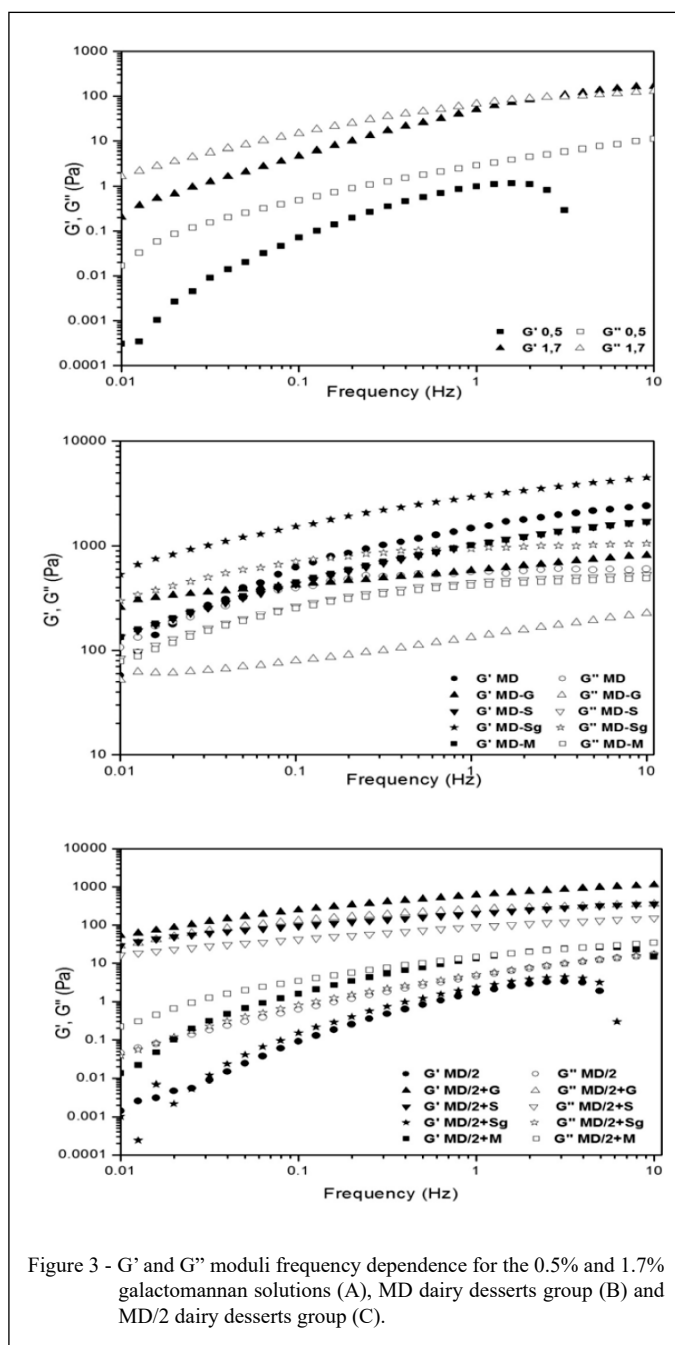 1000
100
10
1
0.1
0.01
0.001
0.0001
G', G'' (Pa)
G' 0,5 G'' 0,5
G' 1,7 G'' 1,7
0.01 0.1 1 10
Frequency (Hz)
10000
1000
100
10
G', G'' (Pa)
G' MD G'' MD
G' MD-G G'' MD-G
G' MD-S G'' MD-S
G' MD-Sg G'' MD-Sg
G' MD-M G'' MD-M
0.01 0.1 1 10
Frequency (Hz)
10000
1000
100
10
1
0.1
0.01
0.001
0.0001
G', G'' (Pa)
G' MD/2 G'' MD/2
G' MD/2+G G'' MD/2+G
G' MD/2+S G'' MD/2+S
G' MD/2+Sg G'' MD/2+Sg
G' MD/2+M G'' MD/2+M
0.01 0.1 1 10
Frequency (Hz)
Figure 3 - G’ and G” moduli frequency dependence for the 0.5% and 1.7%
galactomannan solutions (A), MD dairy desserts group (B) and
MD/2 dairy desserts group (C).